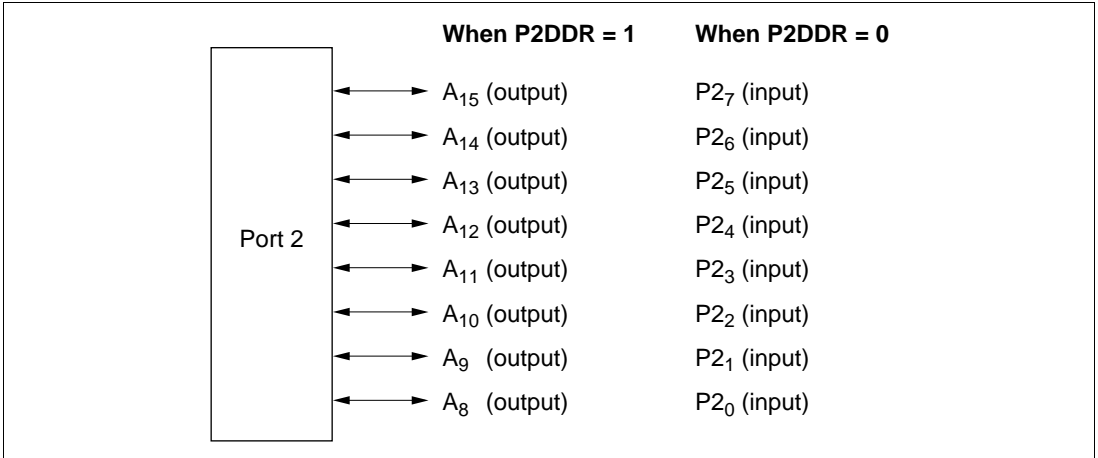 When P2DDR = 1 When P2DDR = 0
A15 (output) P27 (input)
A14 (output) P26 (input)
A13 (output) P25 (input)
A12 (output) P24 (input)
Port 2
A11 (output) P23 (input)
A10 (output) P22 (input)
A9 (output) P21 (input)
A8 (output) P20 (input)